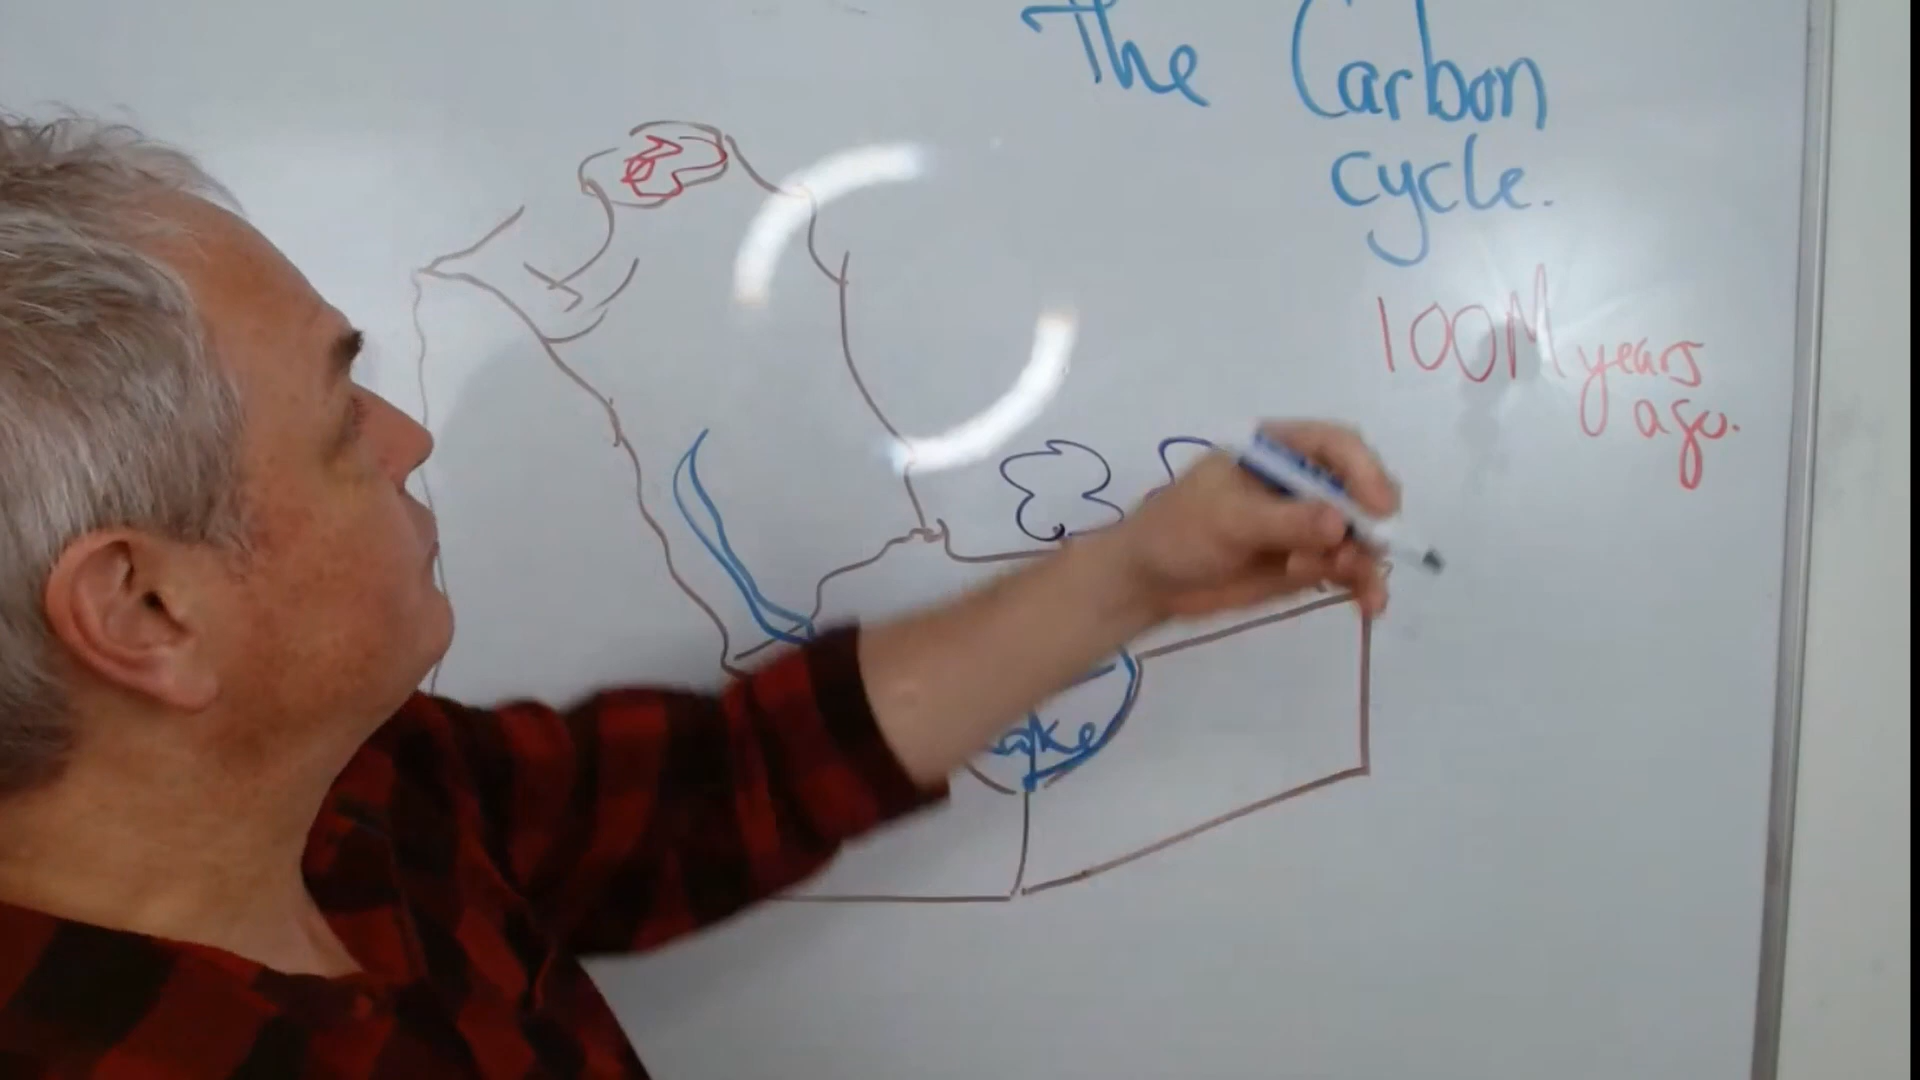 The Carbon
cycle.
100M years
ago.